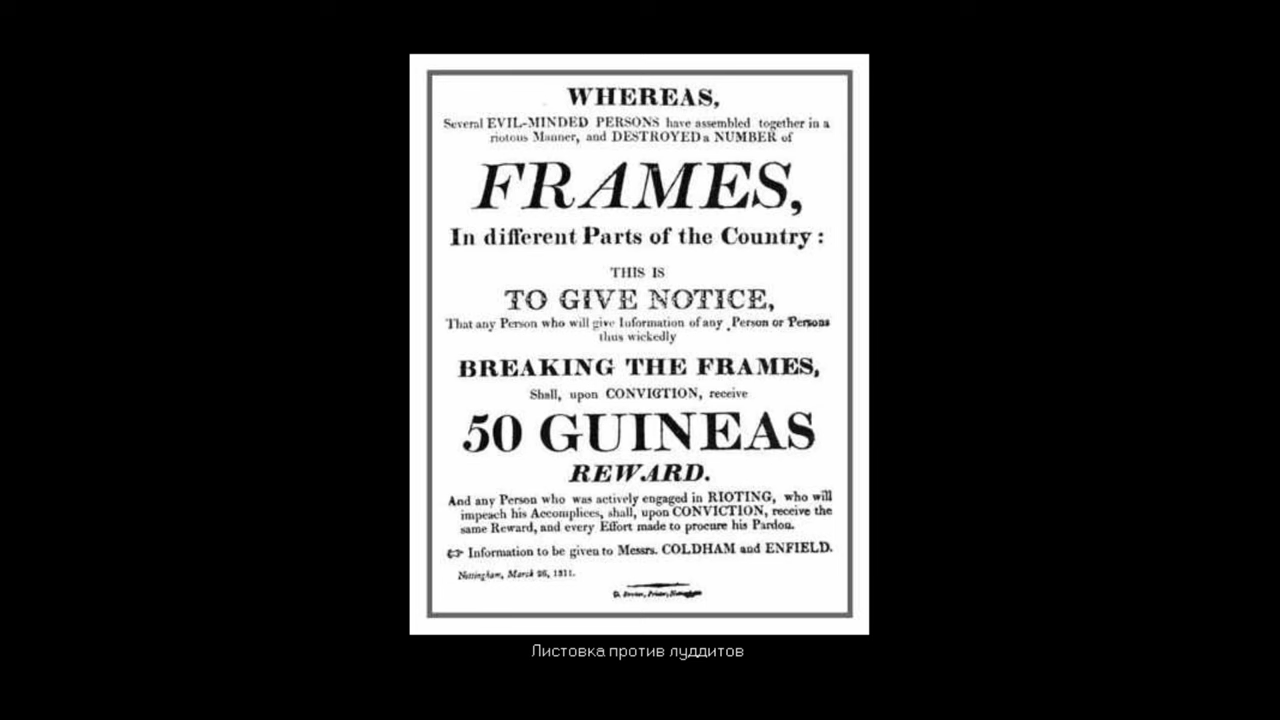 WHEREAS,
Several EVIL-MINDED PERSONS have assembled together in a
riotous Manner, and DESTROYED a NUMBER of
FRAMES,
In different Parts of the Country:
THIS IS
TO GIVE NOTICE,
That any Person who will give Information of any Person or Persons
thus wickedly
BREAKING THE FRAMES,
Shall, upon CONVICTION, receive
50 GUINEAS
REWARD.
And any Person who was actively engaged in RIOTING, who will
impeach his Accomplices, shall, upon CONVICTION, receive the
same Reward, and every Effort made to procure his Pardon.
☞ Information to be given to Messrs. COLDHAM and ENFIELD.
Nottingham, March 26, 1811.
Printer,
Листовка против луддитов